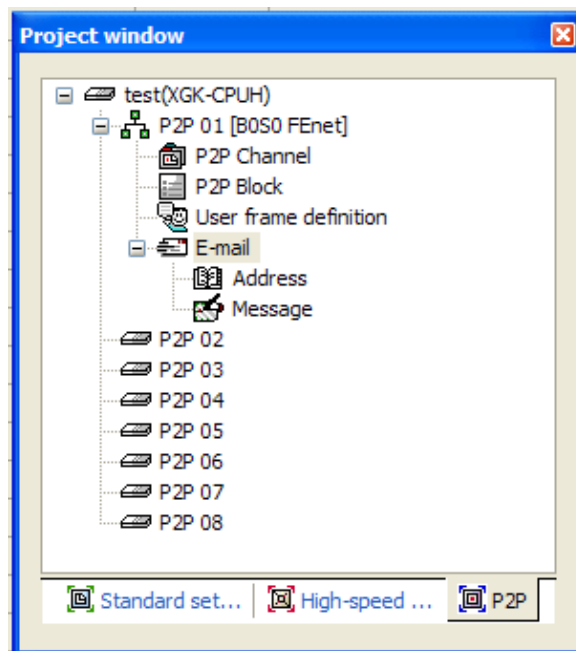 Project window
test(XGK-CPUH)
P2P 01 [B0S0 FEnet]
P2P Channel
P2P Block
User frame definition
E-mail
Address
Message
P2P 02
P2P 03
P2P 04
P2P 05
P2P 06
P2P 07
P2P 08
Standard set... High-speed ... P2P